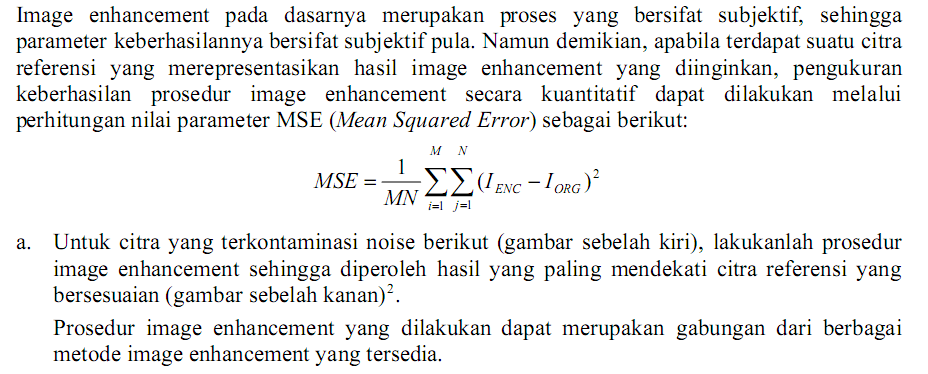 Image enhancement pada dasarnya merupakan proses yang bersifat subjektif, sehingga
parameter keberhasilannya bersifat subjektif pula. Namun demikian, apabila terdapat suatu citra
referensi yang merepresentasikan hasil image enhancement yang diinginkan, pengukuran
keberhasilan prosedur image enhancement secara kuantitatif dapat dilakukan melalui
perhitungan nilai parameter MSE (Mean Squared Error) sebagai berikut:
MSE = \frac{1}{MN} \sum_{i=1}^{M} \sum_{j=1}^{N} (I_{ENC} - I_{ORG})^2
a. Untuk citra yang terkontaminasi noise berikut (gambar sebelah kiri), lakukanlah prosedur
image enhancement sehingga diperoleh hasil yang paling mendekati citra referensi yang
bersesuaian (gambar sebelah kanan)².
Prosedur image enhancement yang dilakukan dapat merupakan gabungan dari berbagai
metode image enhancement yang tersedia.